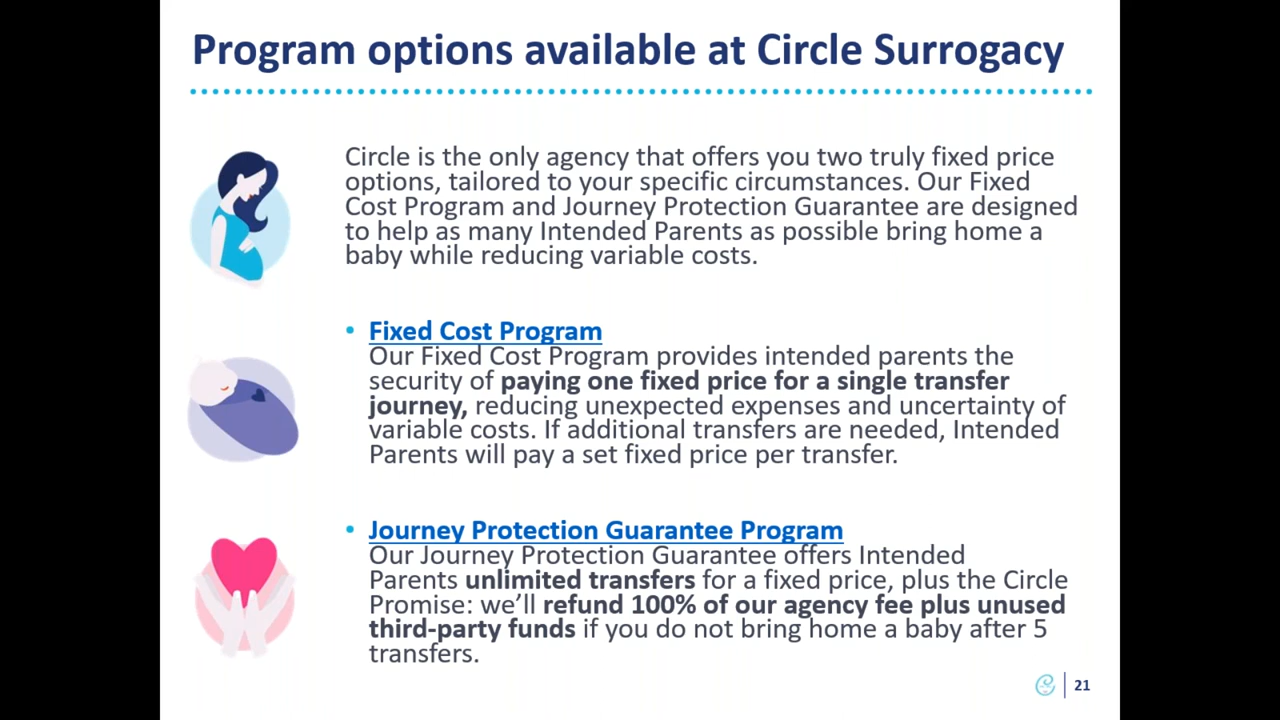 Program options available at Circle Surrogacy
Circle is the only agency that offers you two truly fixed price
options, tailored to your specific circumstances. Our Fixed
Cost Program and Journey Protection Guarantee are designed
to help as many Intended Parents as possible bring home a
baby while reducing variable costs.
• Fixed Cost Program
Our Fixed Cost Program provides intended parents the
security of paying one fixed price for a single transfer
journey, reducing unexpected expenses and uncertainty of
variable costs. If additional transfers are needed, Intended
Parents will pay a set fixed price per transfer.
• Journey Protection Guarantee Program
Our Journey Protection Guarantee offers Intended
Parents unlimited transfers for a fixed price, plus the Circle
Promise: we’ll refund 100% of our agency fee plus unused
third-party funds if you do not bring home a baby after 5
transfers.
21